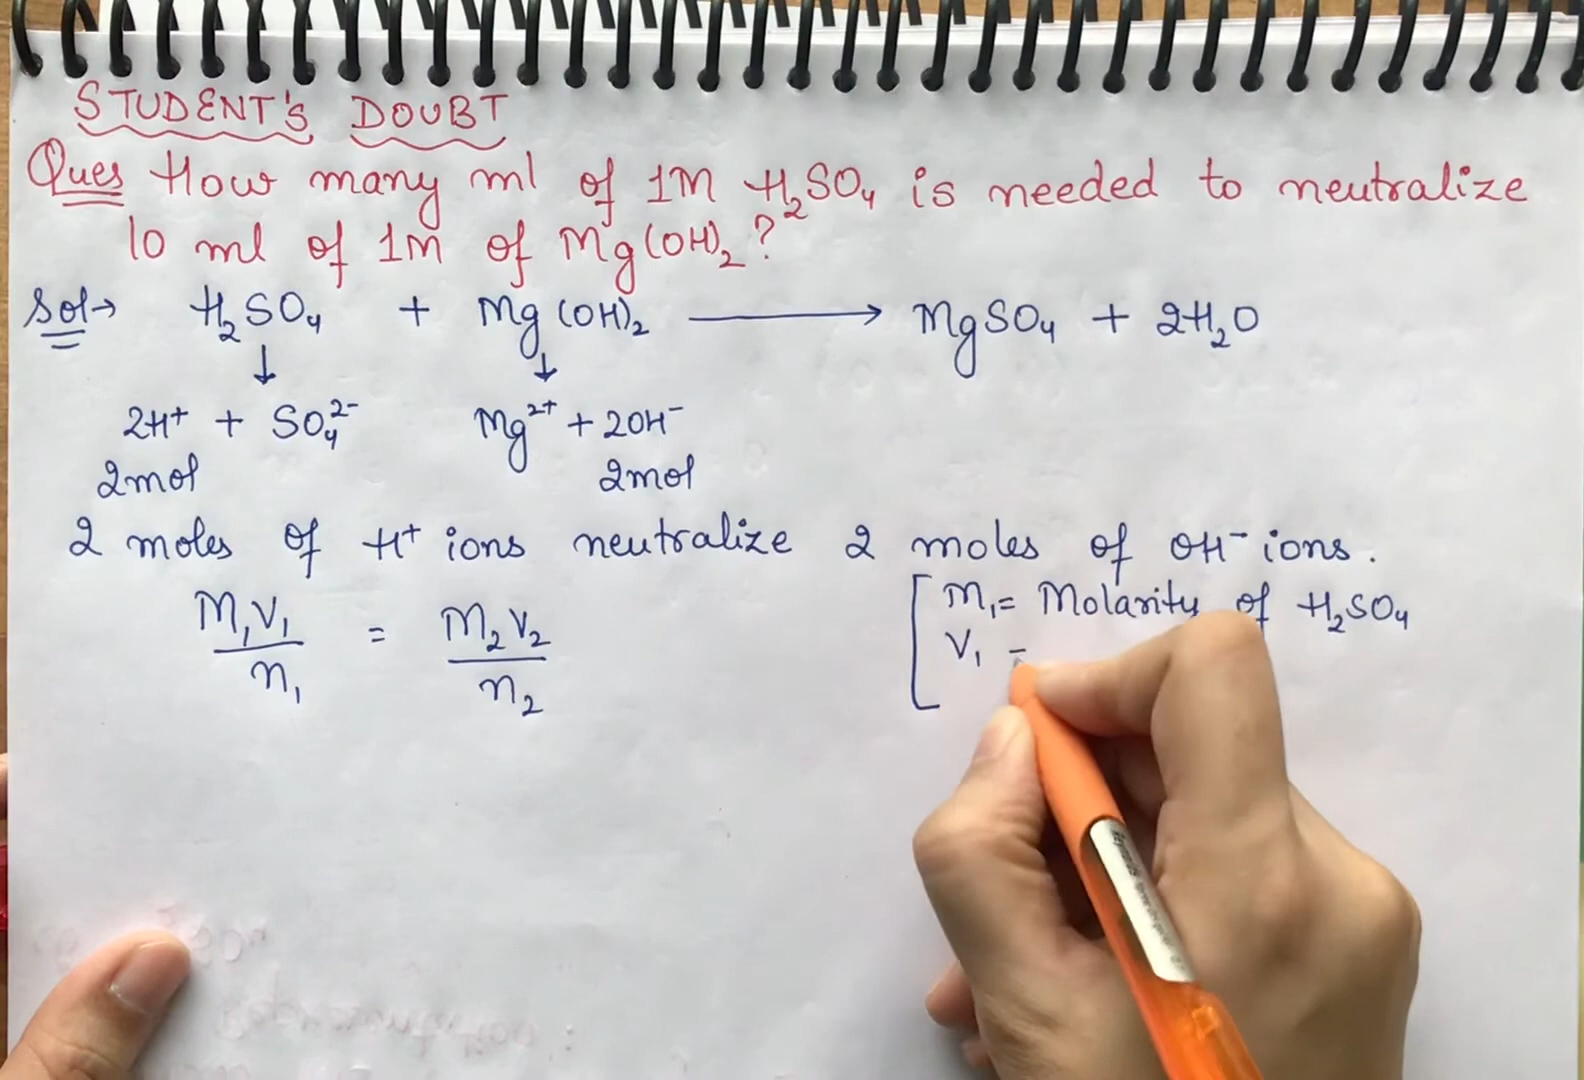 STUDENT'S DOUBT
Ques How many ml of 1M H₂SO₄ is needed to neutralize
10 ml of 1M of Mg(OH)₂?
Sol→ H₂SO₄ + Mg(OH)₂ ⟶ MgSO₄ + 2H₂O
↓ ↓
2H⁺ + SO₄²⁻ Mg²⁺ + 2OH⁻
2mol 2mol
2 moles of H⁺ ions neutralize 2 moles of OH⁻ ions.
M₁V₁/n₁ = M₂V₂/n₂
[M₁= Molarity of H₂SO₄
V₁ =